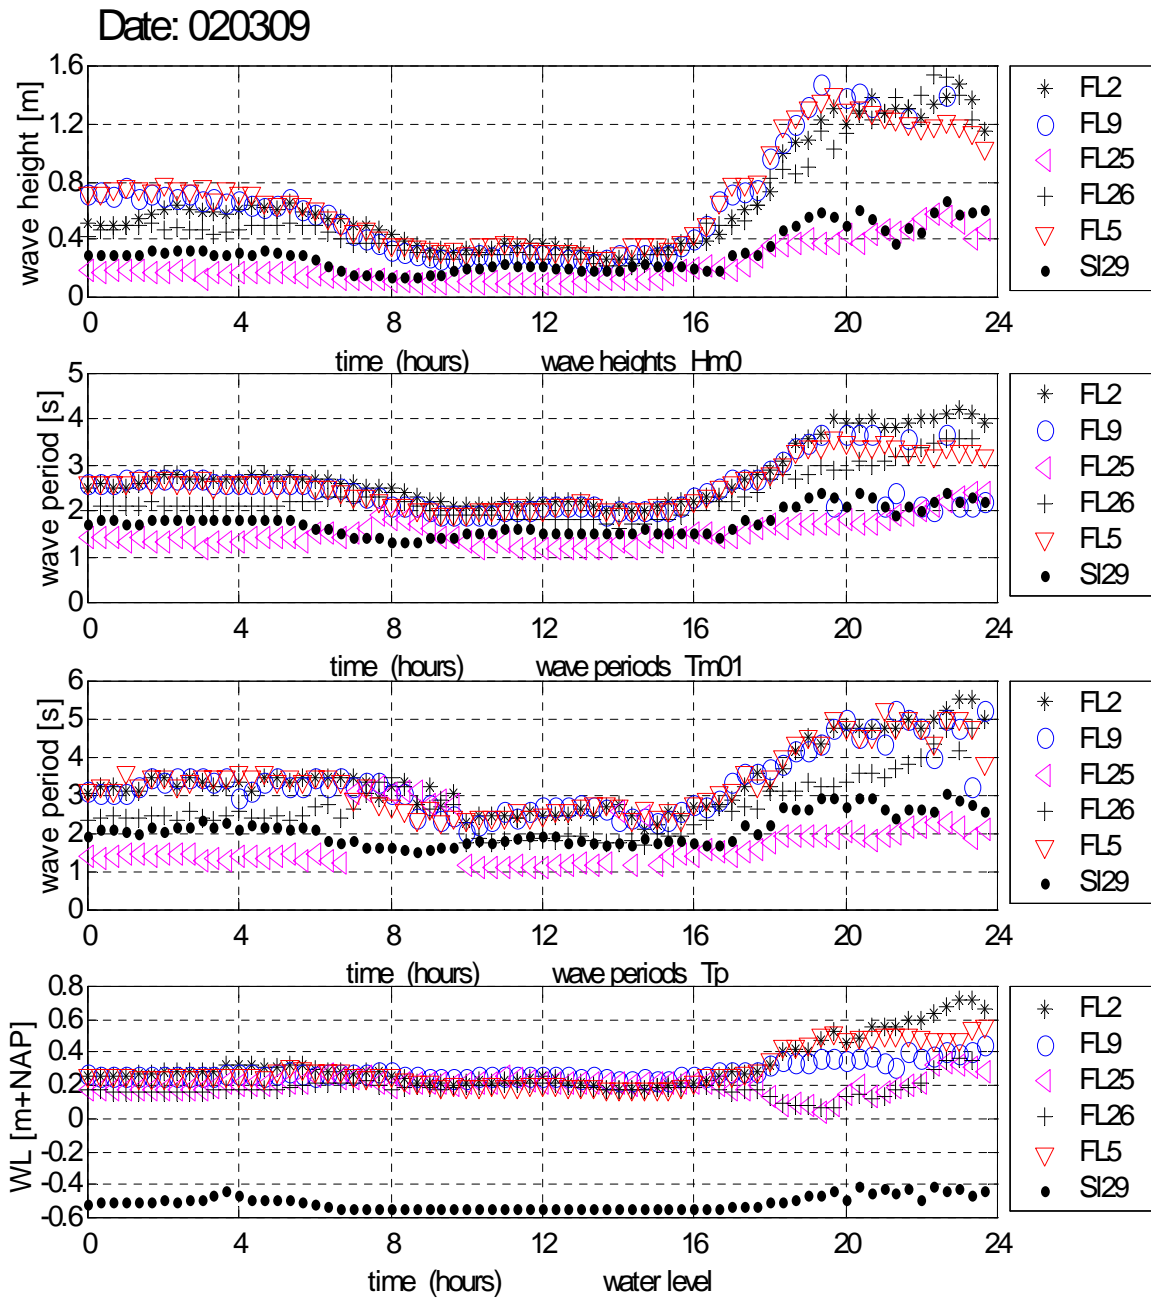 Date: 020309
wave height [m]
1.6
1.2
0.8
0.4
0
0 4 8 12 16 20 24
time (hours) wave heights Hm0
FL2
FL9
FL25
FL26
FL5
SI29
wave period [s]
5
4
3
2
1
0
0 4 8 12 16 20 24
time (hours) wave periods Tm01
FL2
FL9
FL25
FL26
FL5
SI29
wave period [s]
6
5
4
3
2
1
0
0 4 8 12 16 20 24
time (hours) wave periods Tp
FL2
FL9
FL25
FL26
FL5
SI29
WL [m+NAP]
0.8
0.6
0.4
0.2
0
-0.2
-0.4
-0.6
0 4 8 12 16 20 24
time (hours) water level
FL2
FL9
FL25
FL26
FL5
SI29